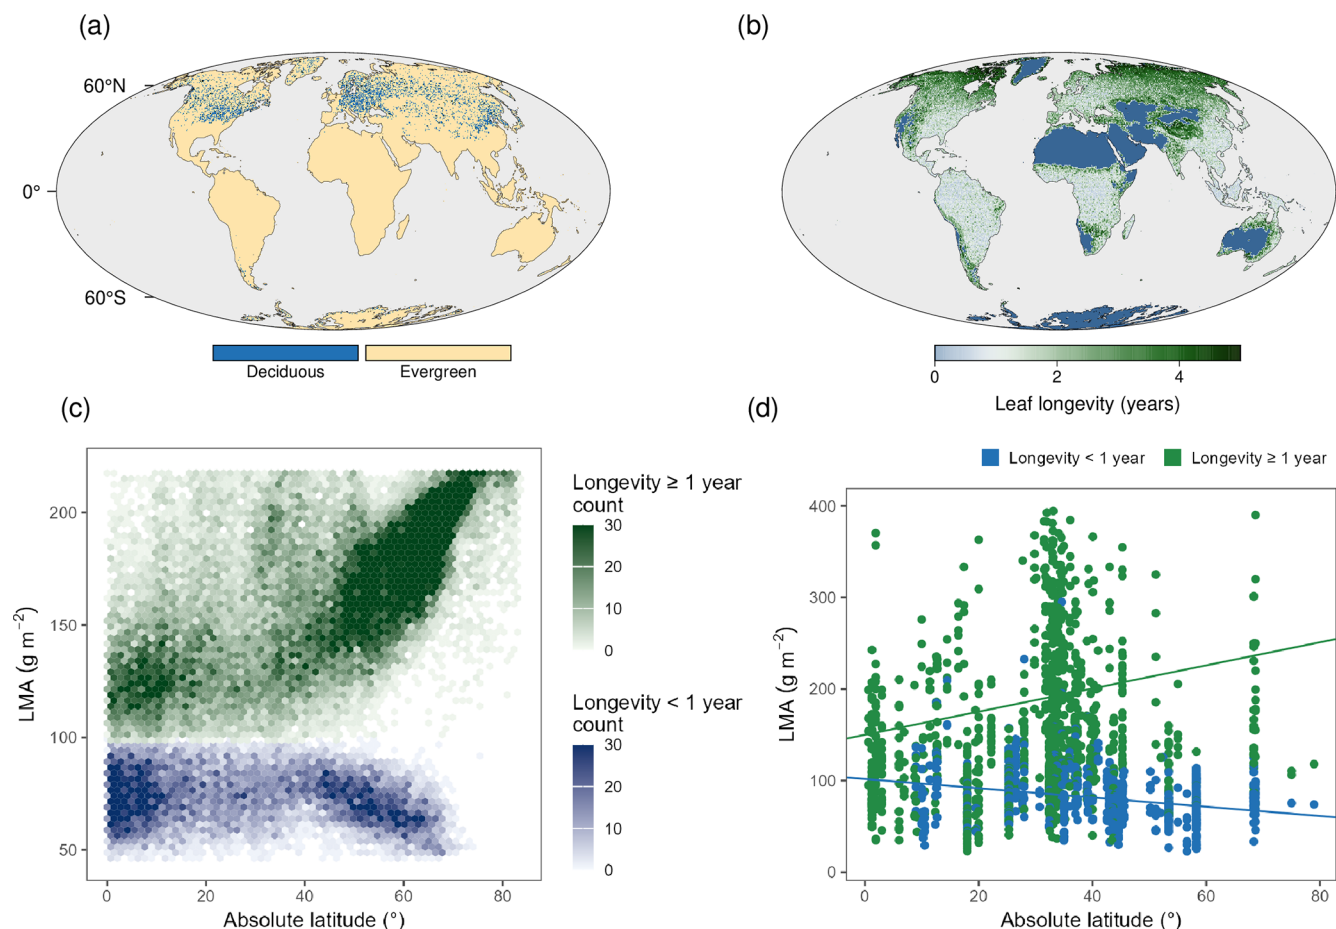 (a)
60°N
0°
60°S
Deciduous
Evergreen
(b)
0
2
4
Leaf longevity (years)
(c)
LMA (g m⁻²)
200
150
100
50
0
20
40
60
80
Absolute latitude (°)
Longevity ≥ 1 year
count
30
20
10
0
Longevity < 1 year
count
30
20
10
0
(d)
Longevity < 1 year
Longevity ≥ 1 year
LMA (g m⁻²)
400
300
200
100
0
0
20
40
60
80
Absolute latitude (°)